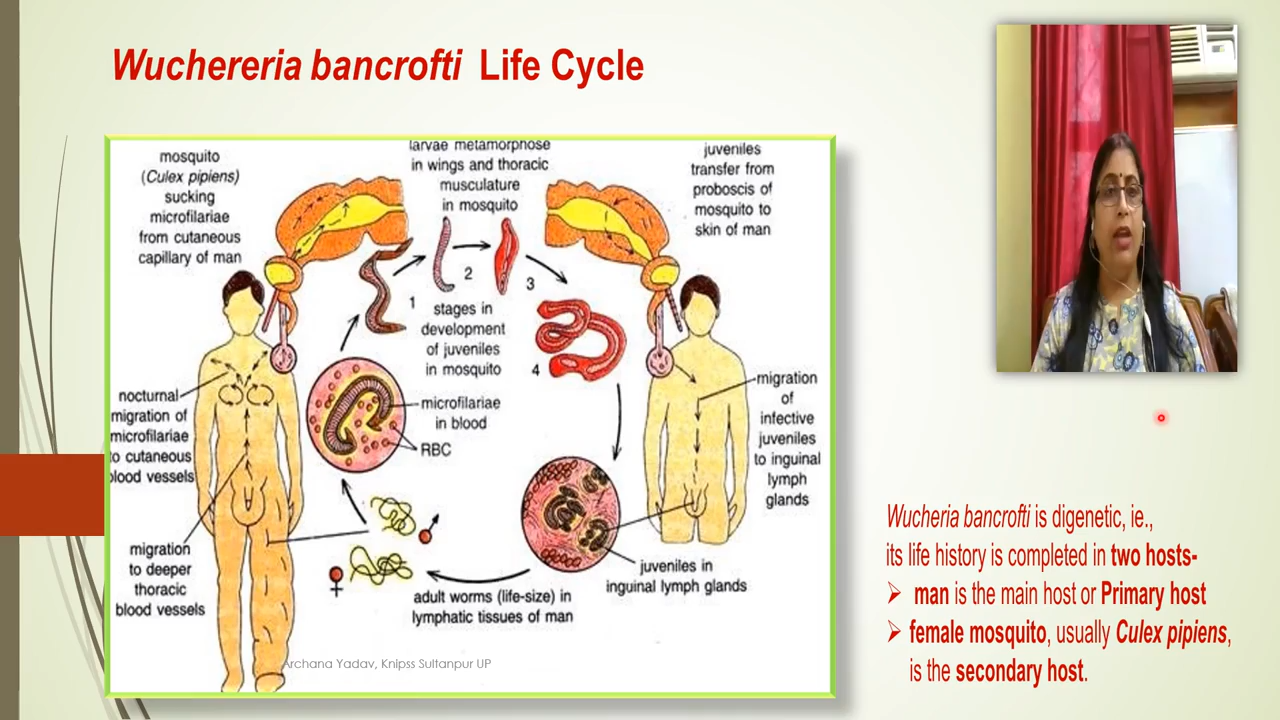 Wuchereria bancrofti Life Cycle
mosquito
(Culex pipiens)
sucking
microfilariae
from cutaneous
capillary of man
larvae metamorphose
in wings and thoracic
musculature
in mosquito
juveniles
transfer from
proboscis of
mosquito to
skin of man
1
2
3
4
stages in
development
of juveniles
in mosquito
nocturnal
migration of
microfilariae
to cutaneous
blood vessels
microfilariae
in blood
RBC
migration
of
infective
juveniles
to inguinal
lymph
glands
migration
to deeper
thoracic
blood vessels
juveniles in
inguinal lymph glands
adult worms (life-size) in
lymphatic tissues of man
Archana Yadav, Knipss Sultanpur UP
Wucheria bancrofti is digenetic, ie.,
its life history is completed in two hosts-
➢ man is the main host or Primary host
➢ female mosquito, usually Culex pipiens,
is the secondary host.